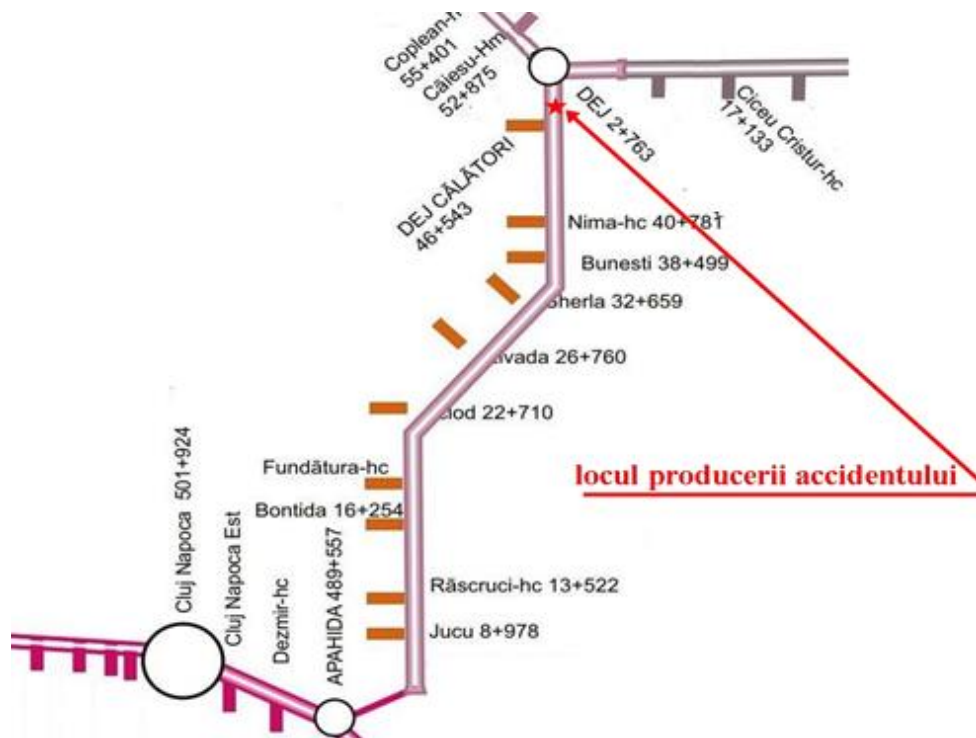 Coplean-h
55+401
Căiesu-Hm
52+875
DEJ 2+763
Ciceu Cristur-hc
17+133
DEJ CĂLĂTORI
46+543
Nima-hc 40+781
Bunesti 38+499
Gherla 32+659
Livada 26+760
Iclod 22+710
locul producerii accidentului
Fundătura-hc
Bontida 16+254
Cluj Napoca 501+924
Cluj Napoca Est
Dezmir-hc
APAHIDA 489+557
Răscruci-hc 13+522
Jucu 8+978